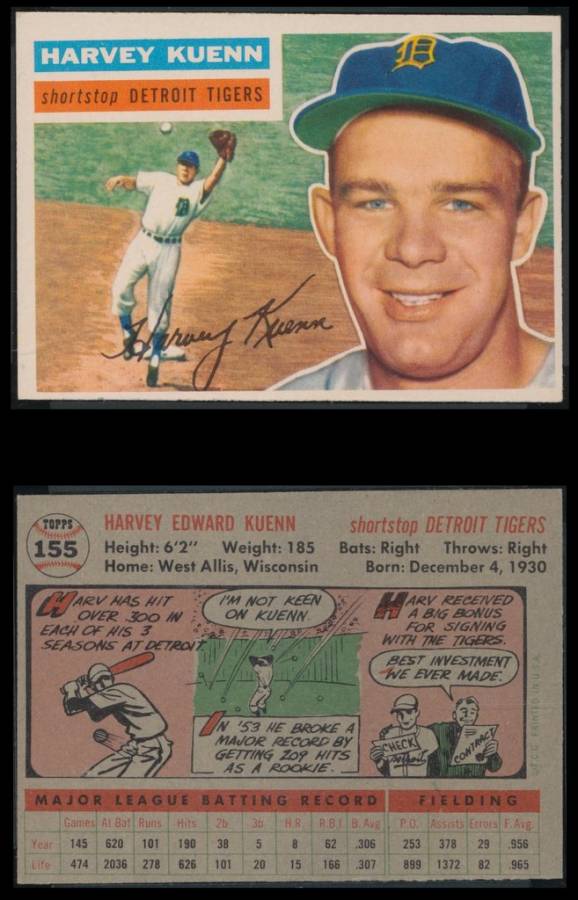 HARVEY KUENN
shortstop DETROIT TIGERS
D
D
Harvey Kuenn
TOPPS
155
HARVEY EDWARD KUENN
shortstop DETROIT TIGERS
Height: 6'2" Weight: 185 Bats: Right Throws: Right
Home: West Allis, Wisconsin Born: December 4, 1930
HARV HAS HIT
OVER .300 IN
EACH OF HIS 3
SEASONS AT DETROIT
I'M NOT KEEN
ON KUENN.
IN '53 HE BROKE A
MAJOR RECORD BY
GETTING 209 HITS
AS A ROOKIE.
HARV RECEIVED
A BIG BONUS
FOR SIGNING
WITH THE TIGERS.
BEST INVESTMENT
WE EVER MADE.
CHECK
Detroit
CONTRACT
©T.C.G. PRINTED IN U.S.A.
MAJOR LEAGUE BATTING RECORD FIELDING
Games At Bat Runs Hits 2b 3b H.R. R.B.I. B. Avg. P.O. Assists Errors F. Avg.
Year 145 620 101 190 38 5 8 62 .306 253 378 29 .956
Life 474 2036 278 626 101 20 15 166 .307 899 1372 82 .965